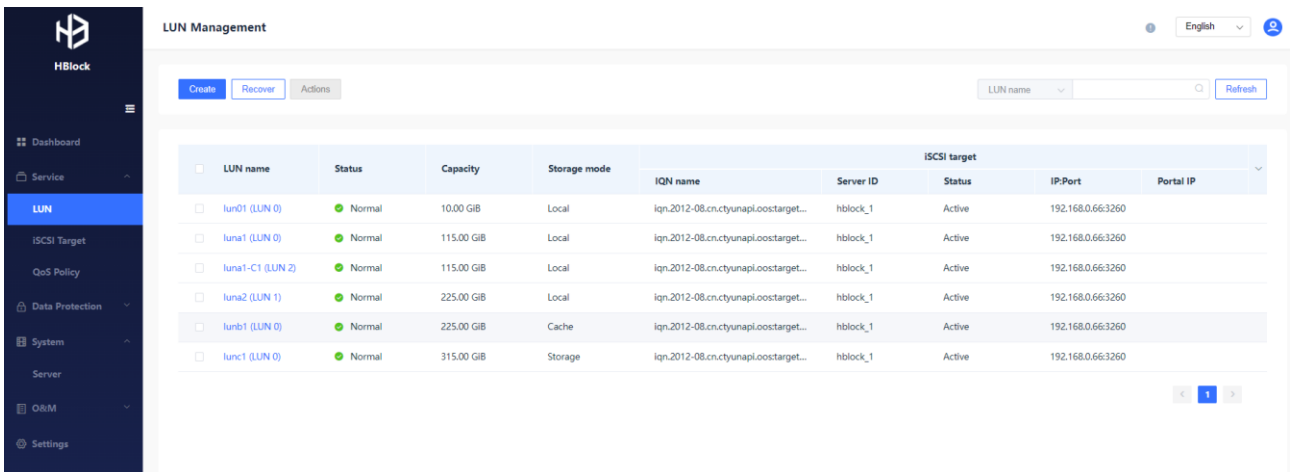 LUN Management
English
HBlock
Create Recover Actions
LUN name
Refresh
Dashboard
Service
LUN
iSCSI Target
QoS Policy
Data Protection
System
Server
O&M
Settings
LUN name Status Capacity Storage mode iSCSI target
IQN name Server ID Status IP:Port Portal IP
lun01 (LUN 0) Normal 10.00 GiB Local iqn.2012-08.cn.ctyunapi.oos:target... hblock_1 Active 192.168.0.66:3260
luna1 (LUN 0) Normal 115.00 GiB Local iqn.2012-08.cn.ctyunapi.oos:target... hblock_1 Active 192.168.0.66:3260
luna1-C1 (LUN 2) Normal 115.00 GiB Local iqn.2012-08.cn.ctyunapi.oos:target... hblock_1 Active 192.168.0.66:3260
luna2 (LUN 1) Normal 225.00 GiB Local iqn.2012-08.cn.ctyunapi.oos:target... hblock_1 Active 192.168.0.66:3260
lunb1 (LUN 0) Normal 225.00 GiB Cache iqn.2012-08.cn.ctyunapi.oos:target... hblock_1 Active 192.168.0.66:3260
lunc1 (LUN 0) Normal 315.00 GiB Storage iqn.2012-08.cn.ctyunapi.oos:target... hblock_1 Active 192.168.0.66:3260
1